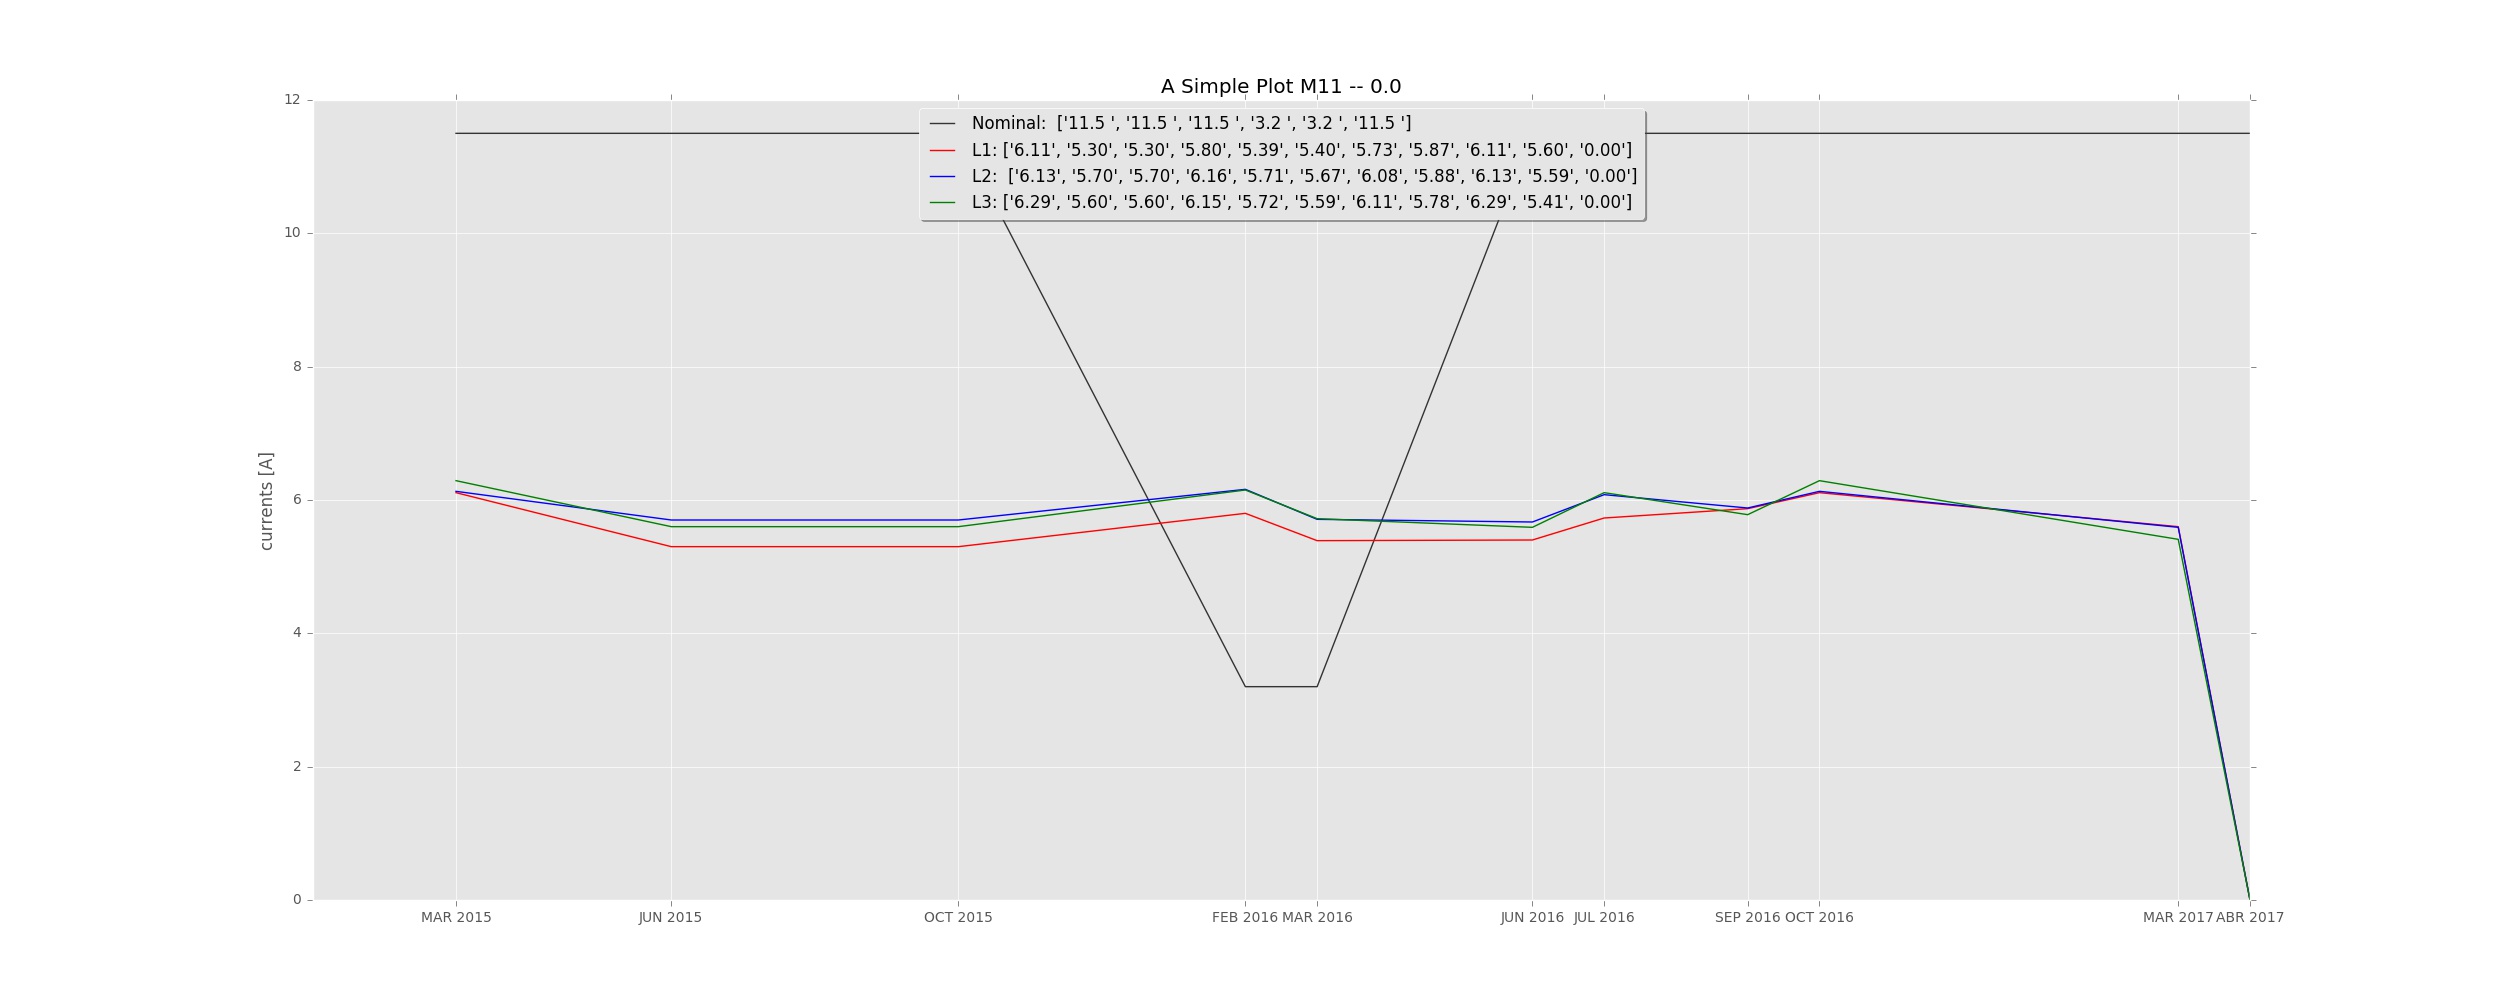 A Simple Plot M11 -- 0.0
12
10
8
6
4
2
0
currents [A]
Nominal:  ['11.5 ', '11.5 ', '11.5 ', '3.2 ', '3.2 ', '11.5 ']
L1: ['6.11', '5.30', '5.30', '5.80', '5.39', '5.40', '5.73', '5.87', '6.11', '5.60', '0.00']
L2:  ['6.13', '5.70', '5.70', '6.16', '5.71', '5.67', '6.08', '5.88', '6.13', '5.59', '0.00']
L3: ['6.29', '5.60', '5.60', '6.15', '5.72', '5.59', '6.11', '5.78', '6.29', '5.41', '0.00']
MAR 2015 JUN 2015 OCT 2015 FEB 2016 MAR 2016 JUN 2016 JUL 2016 SEP 2016 OCT 2016 MAR 2017 ABR 2017